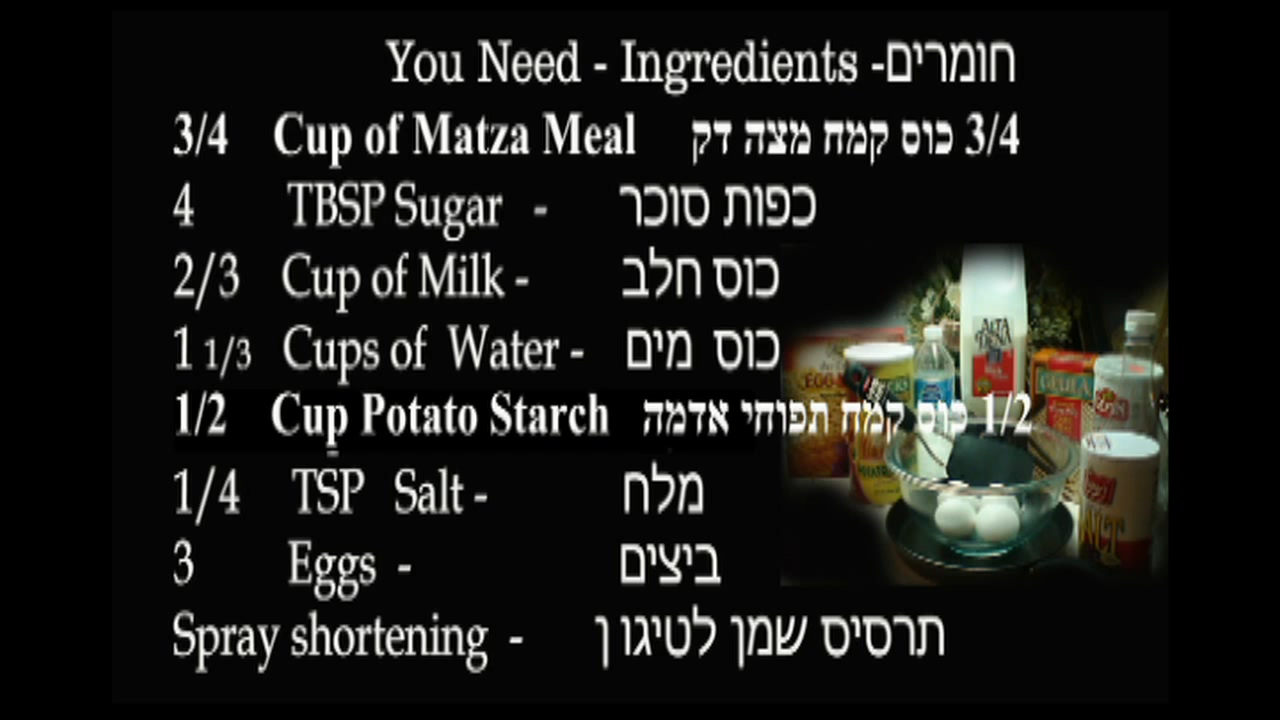 You Need - Ingredients -חומרים
3/4 Cup of Matza Meal 3/4 כוס קמח מצה דק
4 TBSP Sugar - כפות סוכר
2/3 Cup of Milk - כוס חלב
1 1/3 Cups of Water - כוס מים
1/2 Cup Potato Starch 1/2 כוס קמח תפוחי אדמה
1/4 TSP Salt - מלח
3 Eggs - ביצים
Spray shortening - תרסיס שמן לטיגו ן
ALTA
DENA